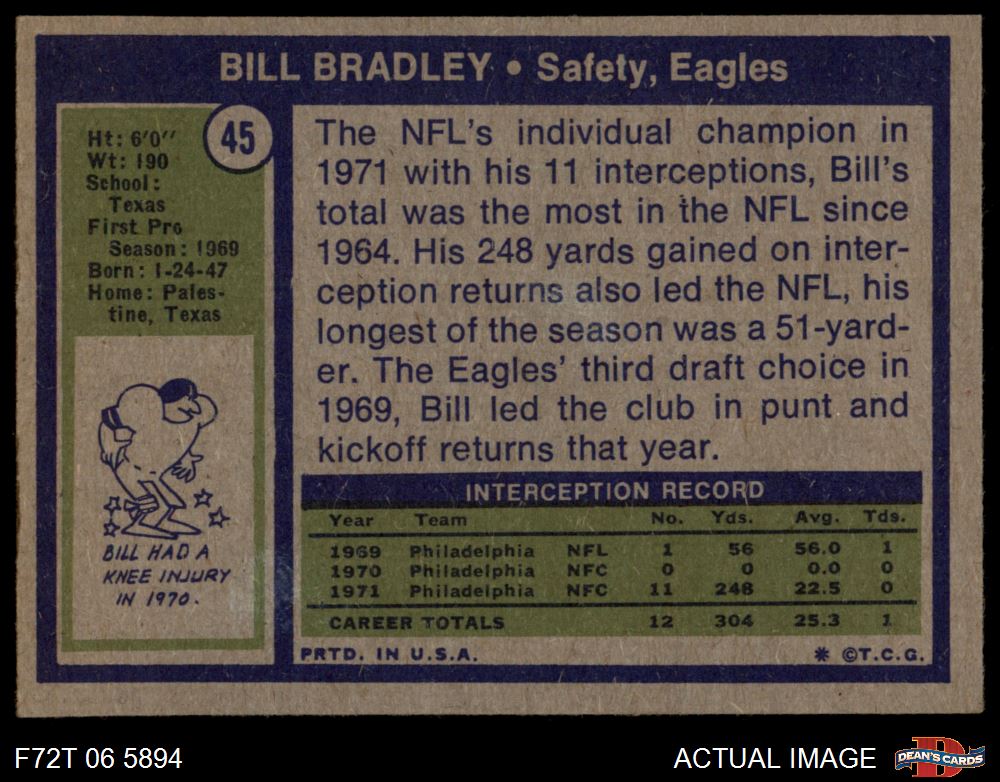 BILL BRADLEY • Safety, Eagles
45
Ht: 6'0''
Wt: 190
School:
Texas
First Pro
Season: 1969
Born: 1-24-47
Home: Pales-
tine, Texas
BILL HAD A
KNEE INJURY
IN 1970.
The NFL's individual champion in
1971 with his 11 interceptions, Bill's
total was the most in the NFL since
1964. His 248 yards gained on inter-
ception returns also led the NFL, his
longest of the season was a 51-yard-
er. The Eagles' third draft choice in
1969, Bill led the club in punt and
kickoff returns that year.
INTERCEPTION RECORD
Year Team No. Yds. Avg. Tds.
1969 Philadelphia NFL 1 56 56.0 1
1970 Philadelphia NFC 0 0 0.0 0
1971 Philadelphia NFC 11 248 22.5 0
CAREER TOTALS 12 304 25.3 1
PRTD. IN U.S.A. * ©T.C.G.
F72T 06 5894
ACTUAL IMAGE
D
DEAN'S CARDS